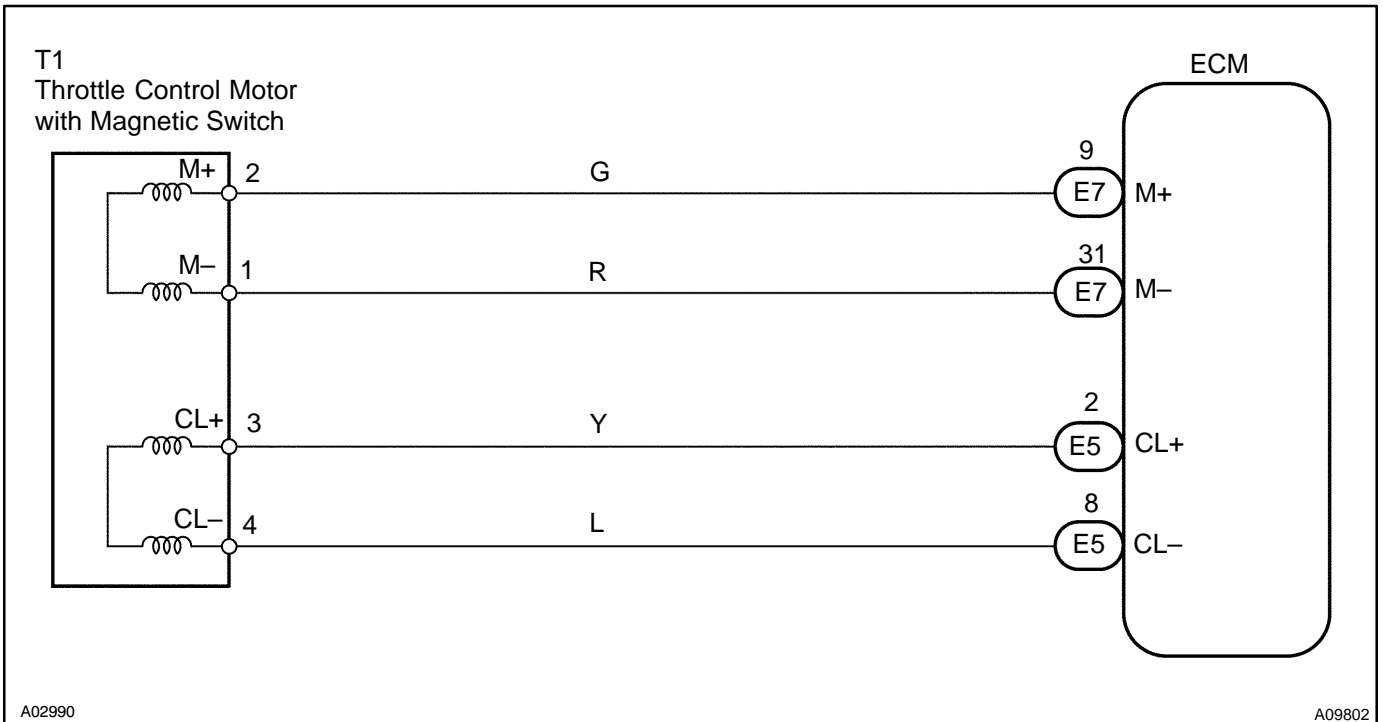 T1
Throttle Control Motor
with Magnetic Switch
ECM
M+ 2 G 9 E7 M+
M– 1 R 31 E7 M–
CL+ 3 Y 2 E5 CL+
CL– 4 L 8 E5 CL–
A02990 A09802